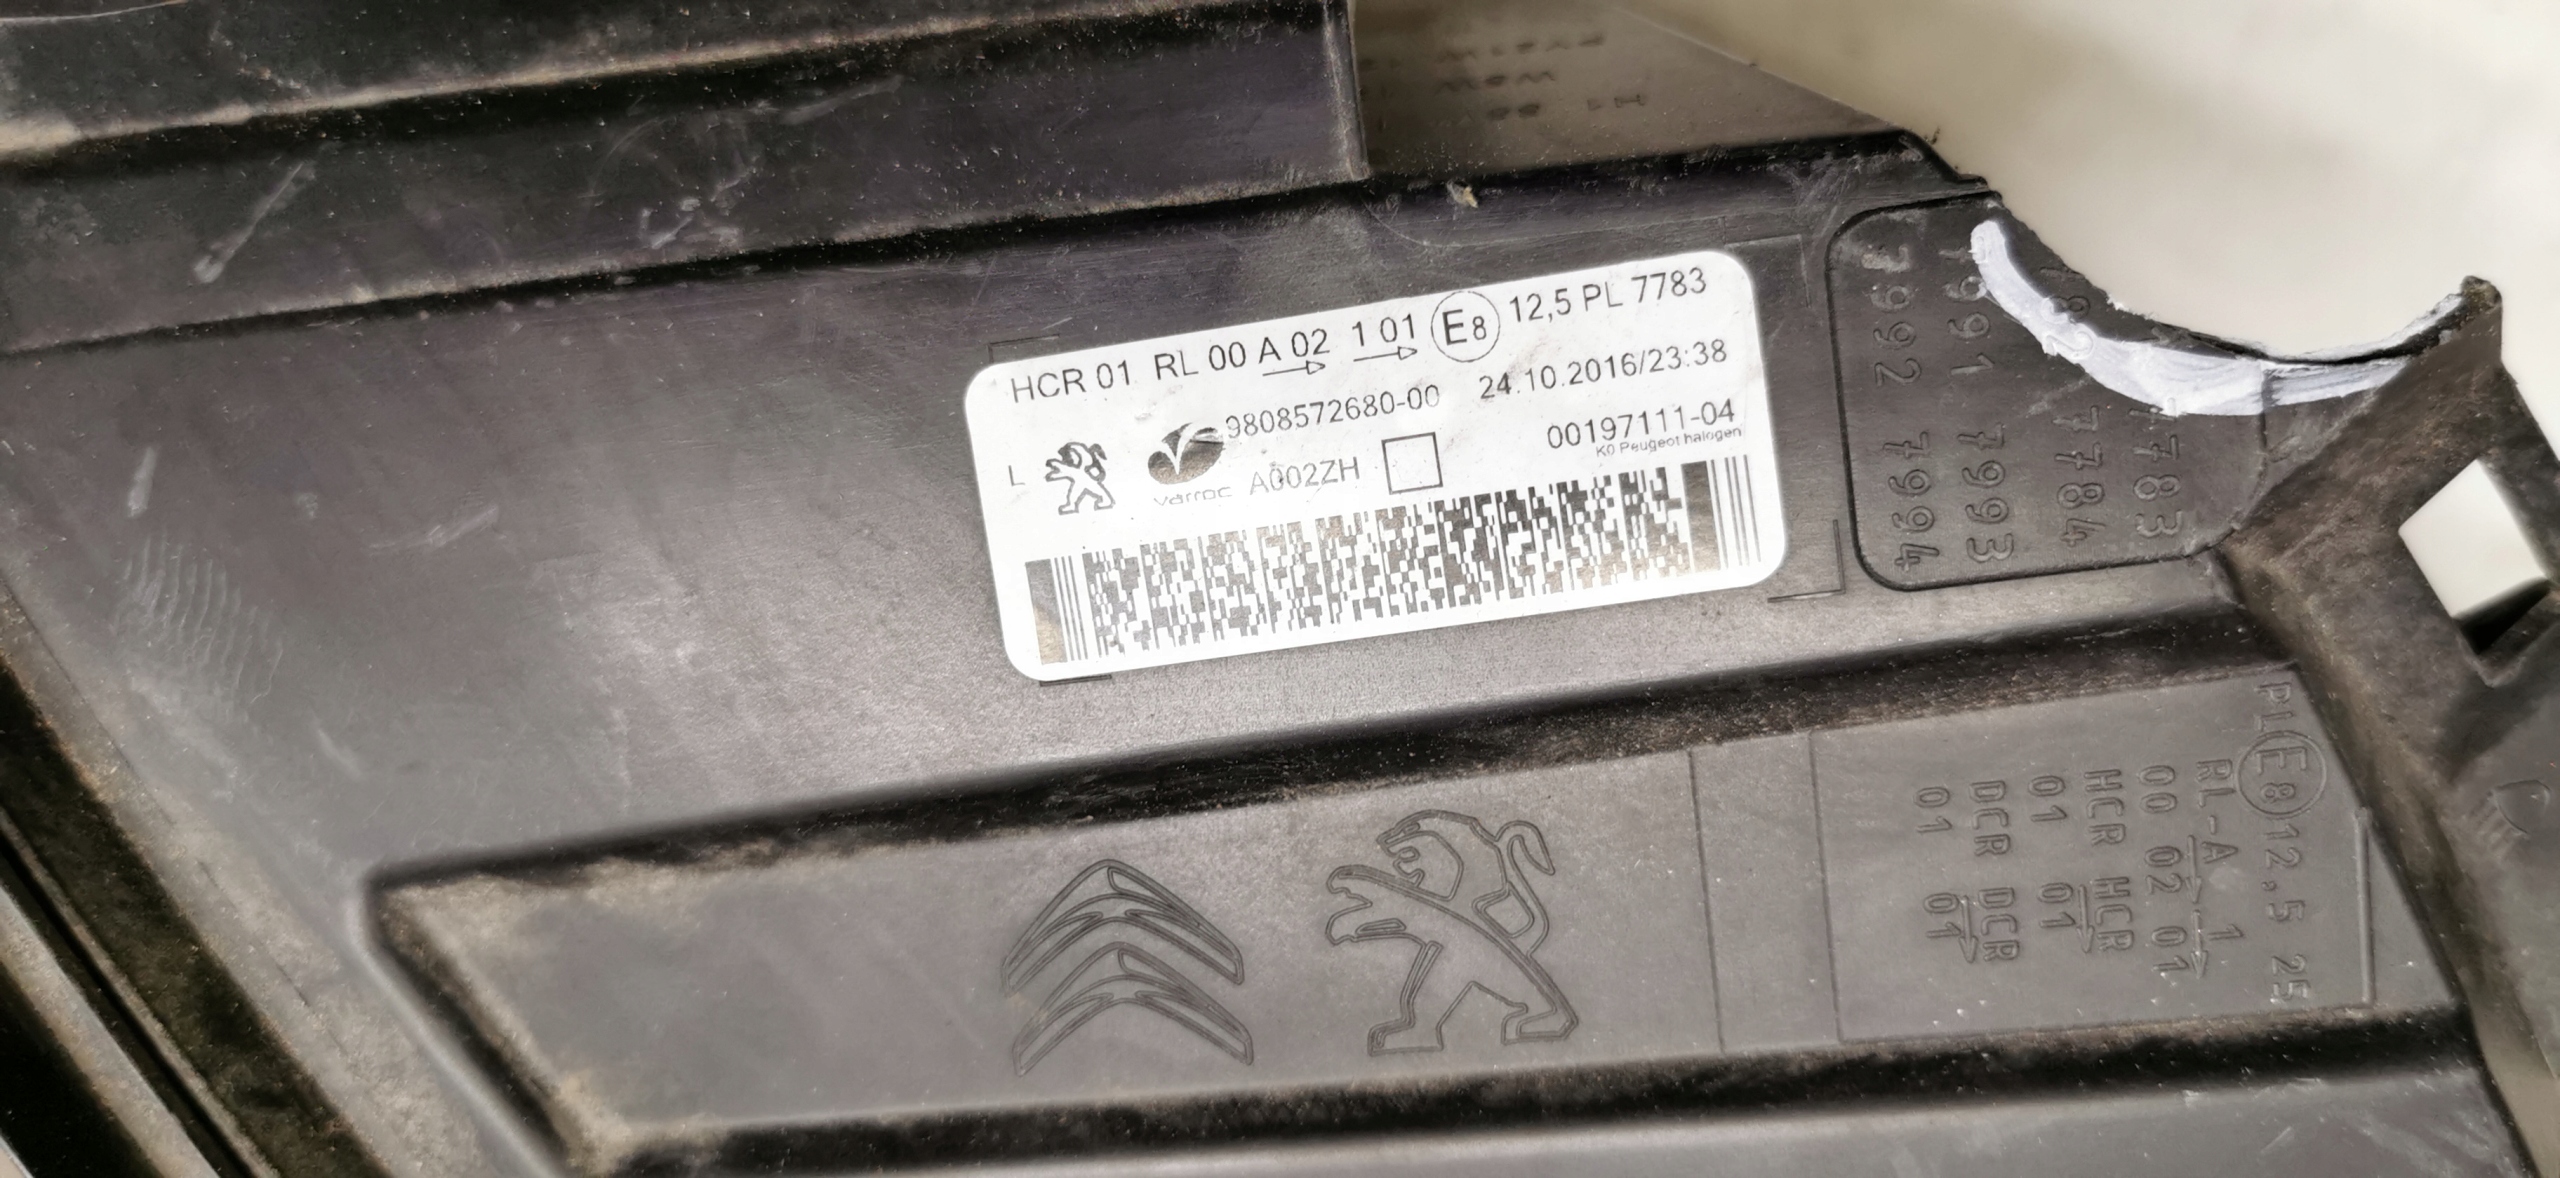 HCR 01 RL 00 A 02 1 01 E8 12,5 PL 7783
9808572680-00 24.10.2016/23:38
L varroc A002ZH 00197111-04
K0 Peugeot halogen
7783
7784
7991 7993
7992 7994
PL E8 12.5 25
RL-A-1
00 02 01
HCR HCR
01 01
DCR DCR
01 01